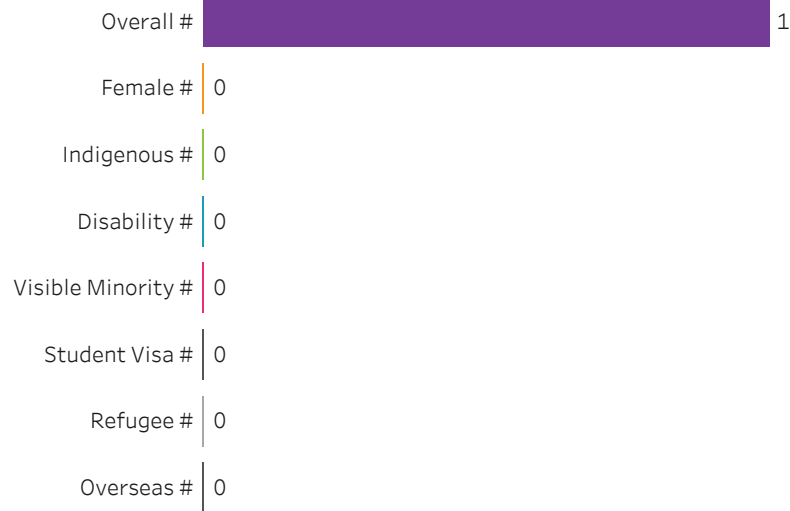 Overall # 1
Female # 0
Indigenous # 0
Disability # 0
Visible Minority # 0
Student Visa # 0
Refugee # 0
Overseas # 0